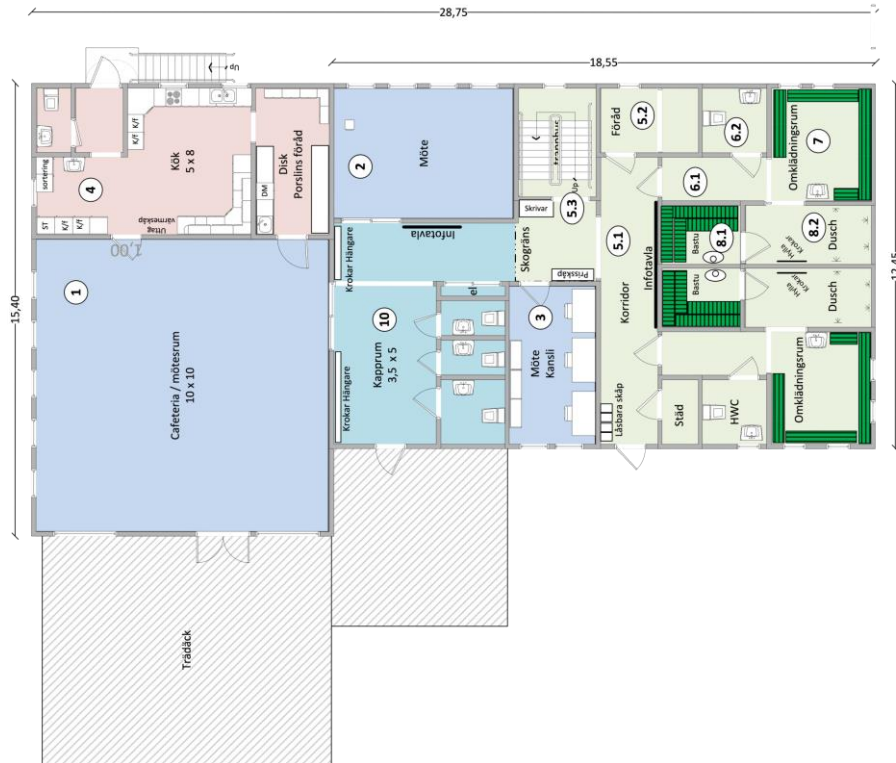 28,75
18,55
15,40
12,45
Up
sortering
4
ST
K/f
K/f
K/f
K/f
Kök
5 x 8
Uttag
värmeskåp
DM
Disk
Porslins förråd
1,00
1
Cafeteria / mötesrum
10 x 10
2
Möte
Krokar Hängare
Infotavla
Krokar Hängare
10
Kapprum
3,5 x 5
el
Skrivar
Up
5.3
Skogräns
Prisskåp
3
Möte
Kansli
Föråd
5.2
5.1
Korridor
Infotavla
Låsbara skåp
6.2
6.1
7
Omklädningsrum
Bastu
8.1
8.2
Dusch
Hylla
Krokar
Bastu
Hylla
Krokar
Dusch
Omklädningsrum
Städ
HWC
Trädäck